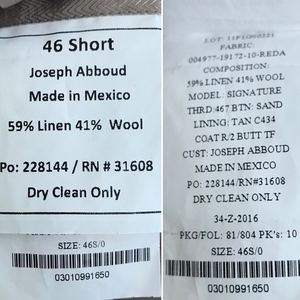 46 Short
Joseph Abboud
Made in Mexico
59% Linen 41% Wool
Po: 228144 / RN # 31608
Dry Clean Only
SIZE: 46S/0
03010991650
LOT: 11F1O00221
FABRIC:
004977-19172-10-REDA
COMPOSITION:
59% LINEN 41% WOOL
MODEL: SIGNATURE
THRD:467 BTN: SAND
LINING: TAN C434
COAT R/2 BUTT TF
CUST: JOSEPH ABBOUD
MADE IN MEXICO
PO: 228144/RN#31608
DRY CLEAN ONLY
34-Z-2016
PKG/FOL: 81/804 PK's: 10
SIZE: 46S/0
03010991650